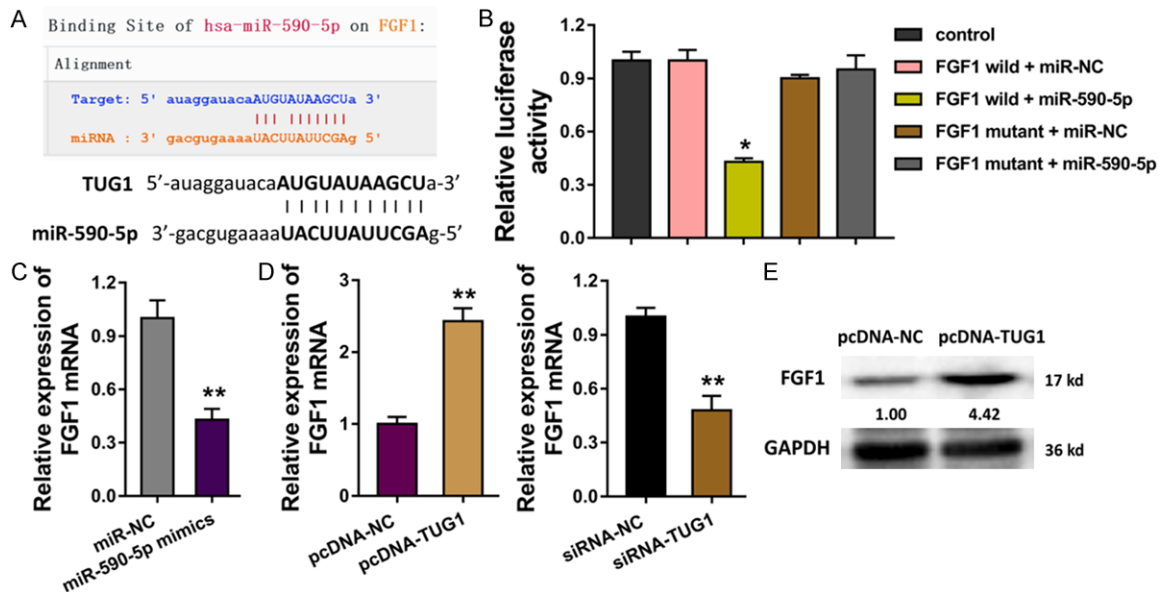 A
Binding Site of hsa-miR-590-5p on FGF1:
Alignment
Target: 5' auaggauacaAUGUAUAAGCUa 3'
||| |||||||
miRNA : 3' gacgugaaaaUACUUAUUCGAg 5'
TUG1 5'-auaggauacaAUGUAUAAGCUa-3'
| | | | | | | | | | |
miR-590-5p 3'-gacgugaaaaUACUUAUUCGAg-5'
B
Relative luciferase
activity
1.2
0.9
0.6
0.3
0.0
*
control
FGF1 wild + miR-NC
FGF1 wild + miR-590-5p
FGF1 mutant + miR-NC
FGF1 mutant + miR-590-5p
C
Relative expression of
FGF1 mRNA
1.2
0.9
0.6
0.3
0.0
**
miR-NC
miR-590-5p mimics
D
Relative expression of
FGF1 mRNA
3
2
1
0
**
pcDNA-NC
pcDNA-TUG1
Relative expression of
FGF1 mRNA
1.2
0.9
0.6
0.3
0.0
**
siRNA-NC
siRNA-TUG1
E
pcDNA-NC pcDNA-TUG1
FGF1 17 kd
1.00 4.42
GAPDH 36 kd